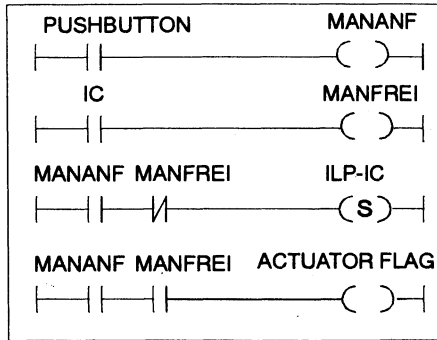 PUSHBUTTON MANANF
IC MANFREI
MANANF MANFREI ILP-IC
S
MANANF MANFREI ACTUATOR FLAG